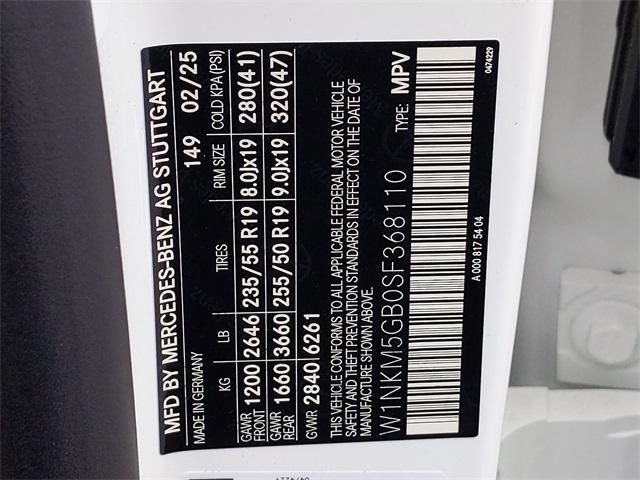 MFD BY MERCEDES-BENZ AG STUTTGART
MADE IN GERMANY 149 02/25
KG LB TIRES RIM SIZE COLD KPA (PSI)
GAWR FRONT 1200 2646 235/55 R19 8.0Jx19 280(41)
GAWR REAR 1660 3660 255/50 R19 9.0Jx19 320(47)
GVWR 2840 6261
THIS VEHICLE CONFORMS TO ALL APPLICABLE FEDERAL MOTOR VEHICLE
SAFETY AND THEFT PREVENTION STANDARDS IN EFFECT ON THE DATE OF
MANUFACTURE SHOWN ABOVE.
W1NKM5GB0SF368110 TYPE: MPV
A 000 817 54 04
0474229